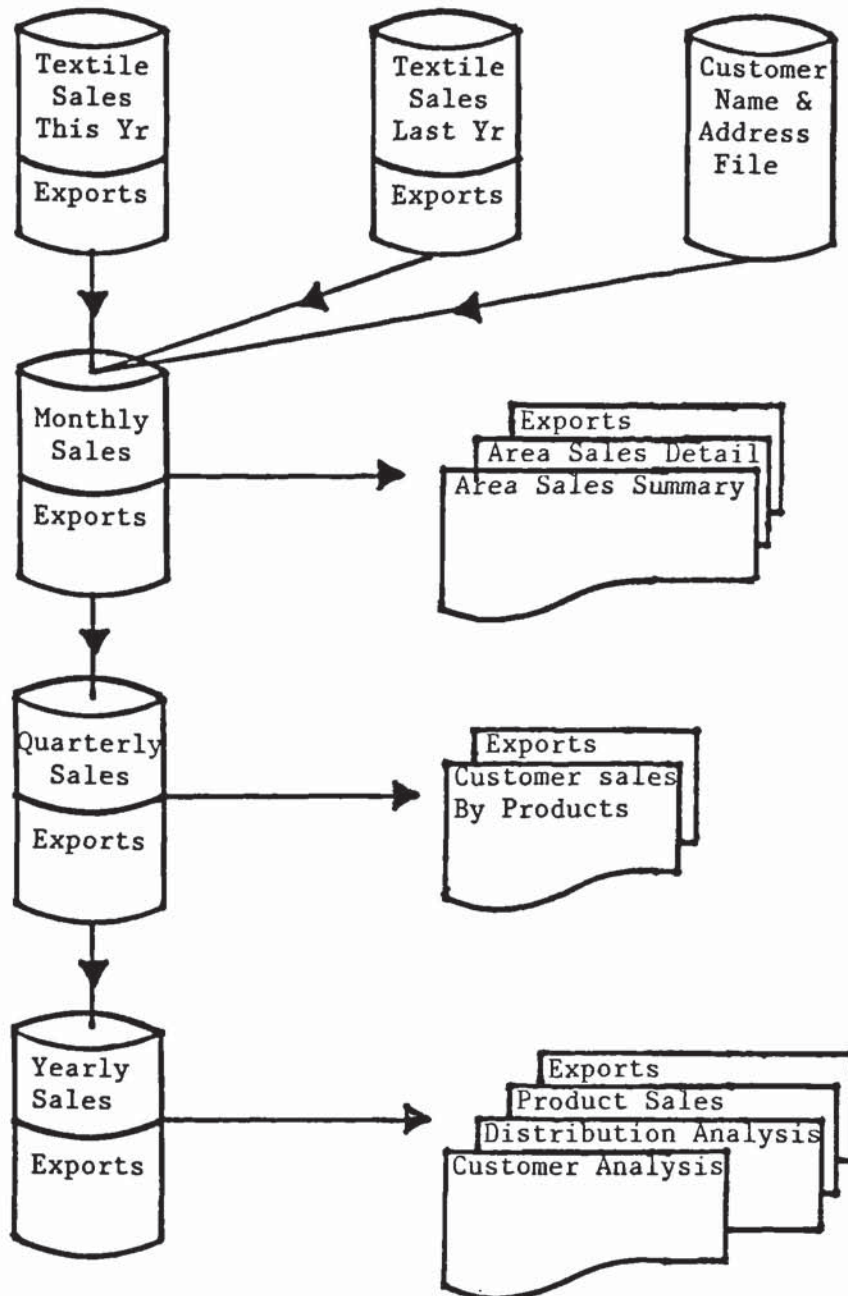 Textile
Sales
This Yr
Exports
Textile
Sales
Last Yr
Exports
Customer
Name &
Address
File
Monthly
Sales
Exports
Exports
Area Sales Detail
Area Sales Summary
Quarterly
Sales
Exports
Exports
Customer sales
By Products
Yearly
Sales
Exports
Exports
Product Sales
Distribution Analysis
Customer Analysis